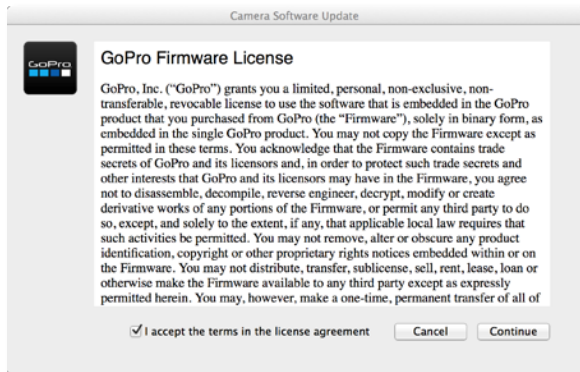 Camera Software Update
GoPro
GoPro Firmware License
GoPro, Inc. (“GoPro”) grants you a limited, personal, non-exclusive, non-
transferable, revocable license to use the software that is embedded in the GoPro
product that you purchased from GoPro (the “Firmware”), solely in binary form, as
embedded in the single GoPro product. You may not copy the Firmware except as
permitted in these terms. You acknowledge that the Firmware contains trade
secrets of GoPro and its licensors and, in order to protect such trade secrets and
other interests that GoPro and its licensors may have in the Firmware, you agree
not to disassemble, decompile, reverse engineer, decrypt, modify or create
derivative works of any portions of the Firmware, or permit any third party to do
so, except, and solely to the extent, if any, that applicable local law requires that
such activities be permitted. You may not remove, alter or obscure any product
identification, copyright or other proprietary rights notices embedded within or on
the Firmware. You may not distribute, transfer, sublicense, sell, rent, lease, loan or
otherwise make the Firmware available to any third party except as expressly
permitted herein. You may, however, make a one-time, permanent transfer of all of
I accept the terms in the license agreement
Cancel
Continue